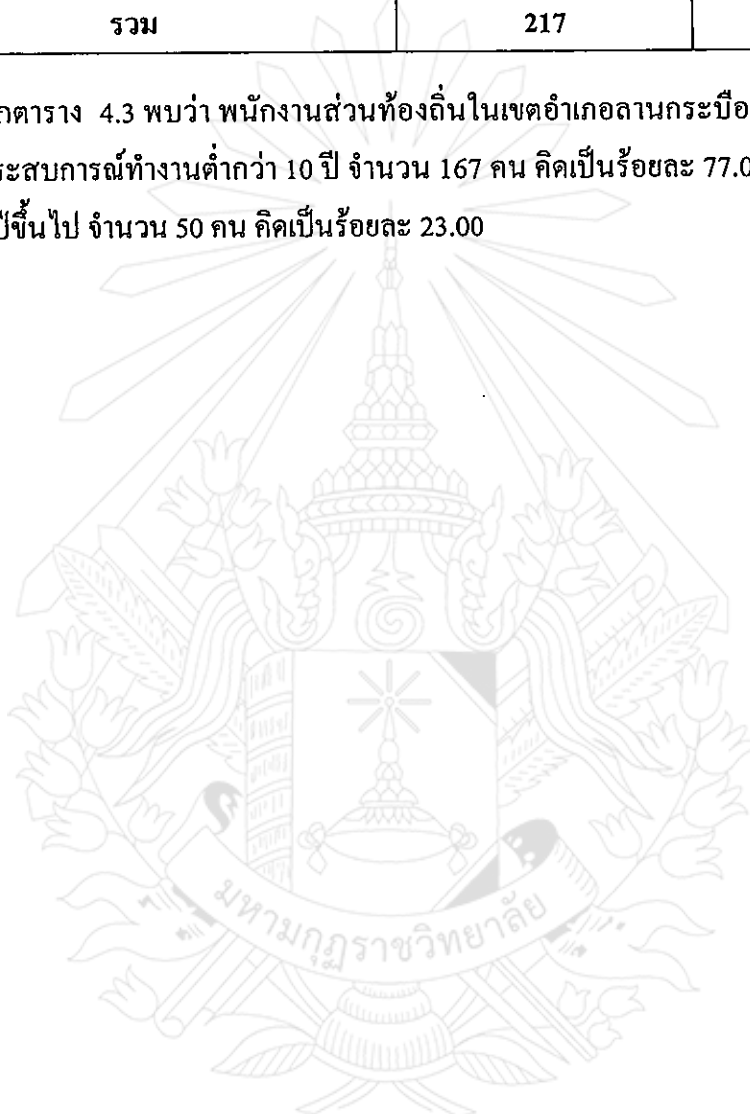 รวม 217
กตาราง 4.3 พบว่า พนักงานส่วนท้องถิ่นในเขตอำเภอลานกระบือ
ระสบการณ์ทำงานต่ำกว่า 10 ปี จำนวน 167 คน คิดเป็นร้อยละ 77.0
ปีขึ้นไป จำนวน 50 คน คิดเป็นร้อยละ 23.00
มหามกุฏราชวิทยาลัย